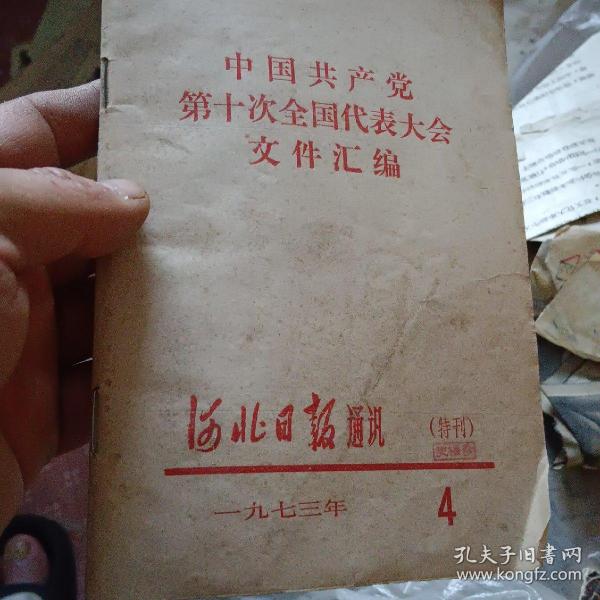 中国共产党
第十次全国代表大会
文件汇编
河北日报通讯
(特刊)
一九七三年
4
孔夫子旧书网
www.kongfz.com